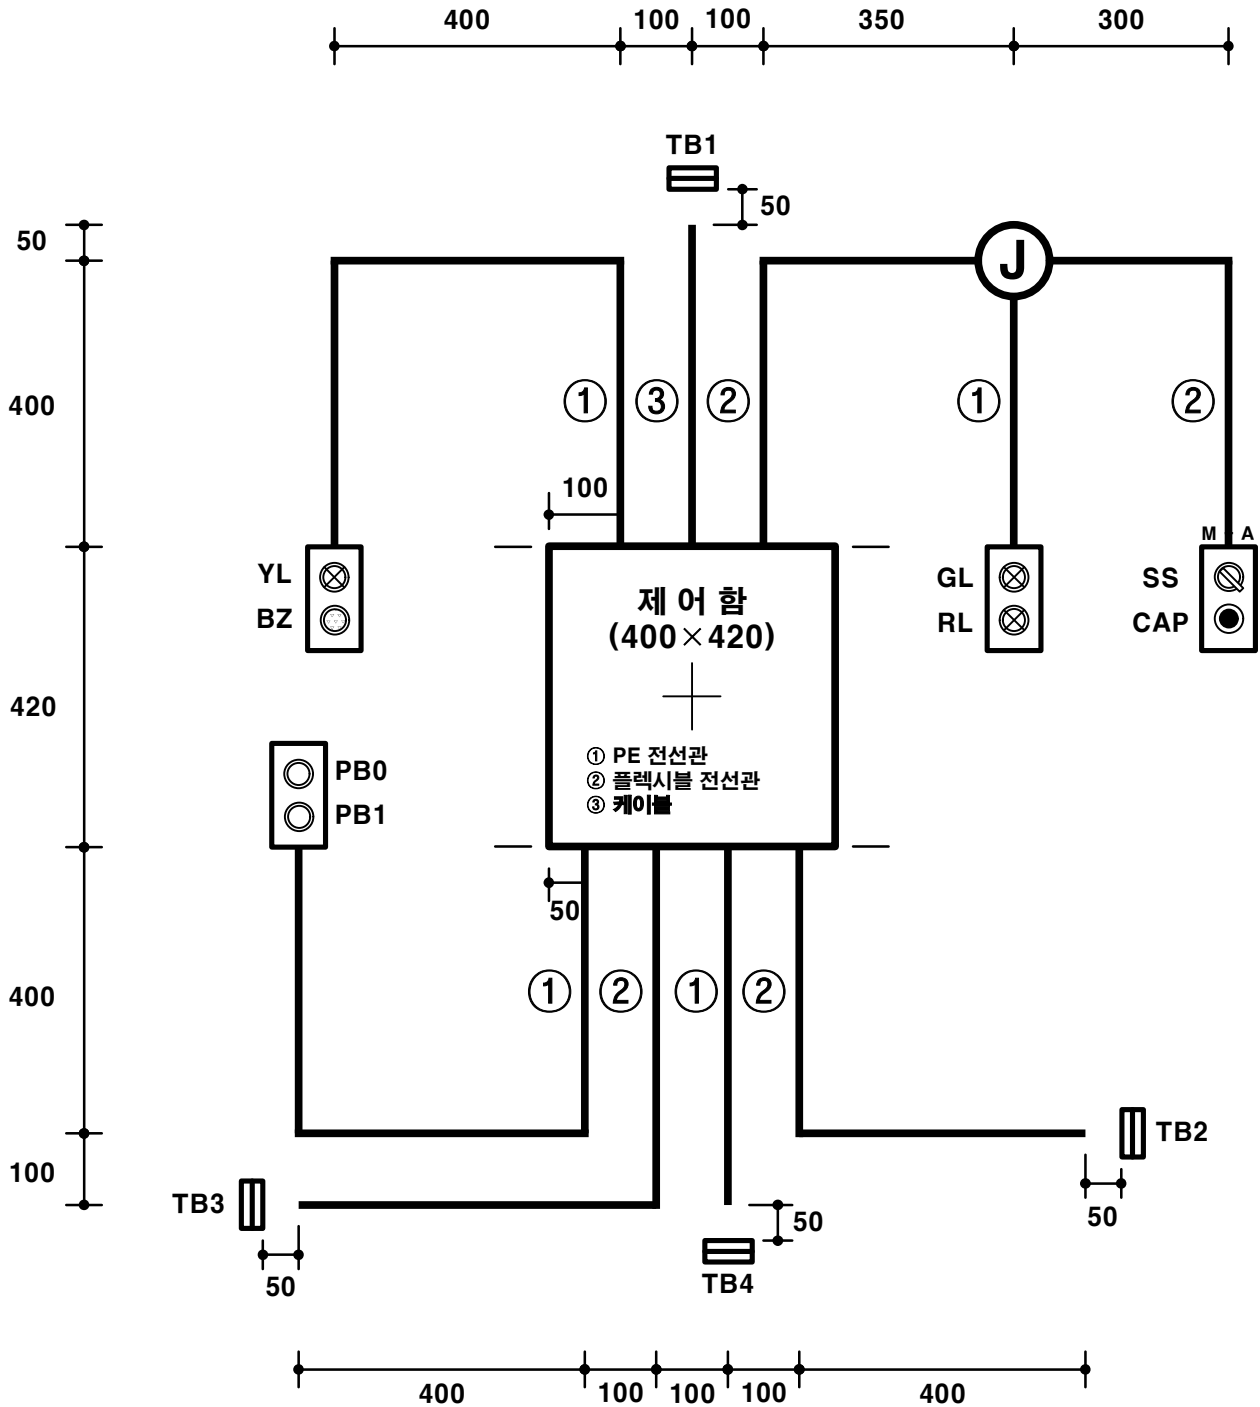 400 100 100 350 300
TB1
50
50
J
400
① ③ ② ① ②
100
M A
YL
BZ
제 어 함
(400×420)
GL
RL
SS
CAP
420
① PE 전선관
② 플렉시블 전선관
③ 케이블
PB0
PB1
50
400
① ② ① ②
100
TB2
TB3
50
50
50
TB4
400 100 100 100 400